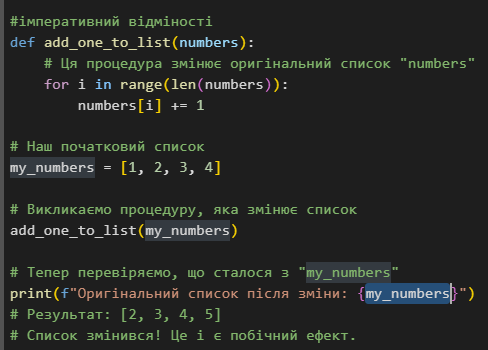 #імперативний відміності
def add_one_to_list(numbers):
    # Ця процедура змінює оригінальний список "numbers"
    for i in range(len(numbers)):
        numbers[i] += 1
# Наш початковий список
my_numbers = [1, 2, 3, 4]
# Викликаємо процедуру, яка змінює список
add_one_to_list(my_numbers)
# Тепер перевіряємо, що сталося з "my_numbers"
print(f"Оригінальний список після зміни: {my_numbers}")
# Результат: [2, 3, 4, 5]
# Список змінився! Це і є побічний ефект.